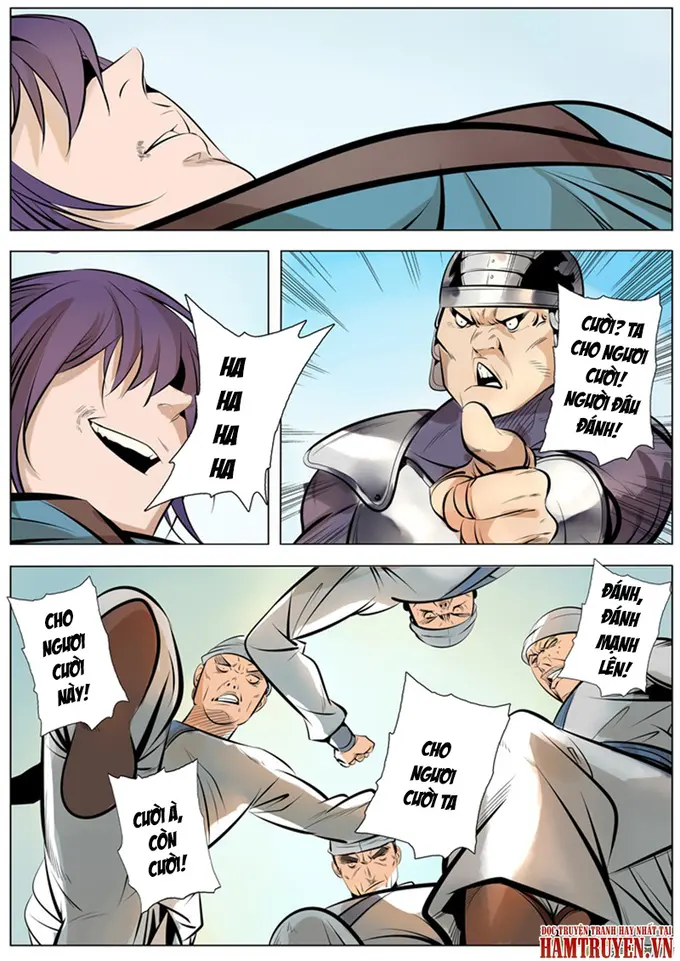 HA
HA
HA
HA
CƯỜI? TA
CHO NGƯƠI
CƯỜI!
NGƯỜI ĐÂU
ĐÁNH!
CHO
NGƯƠI
CƯỜI
NÀY!
ĐÁNH,
ĐÁNH
MẠNH
LÊN!
CHO
NGƯƠI
CƯỜI TA
CƯỜI À,
CÒN
CƯỜI!
ĐỌC TRUYỆN TRANH HAY NHẤT TẠI
HAMTRUYEN.VN